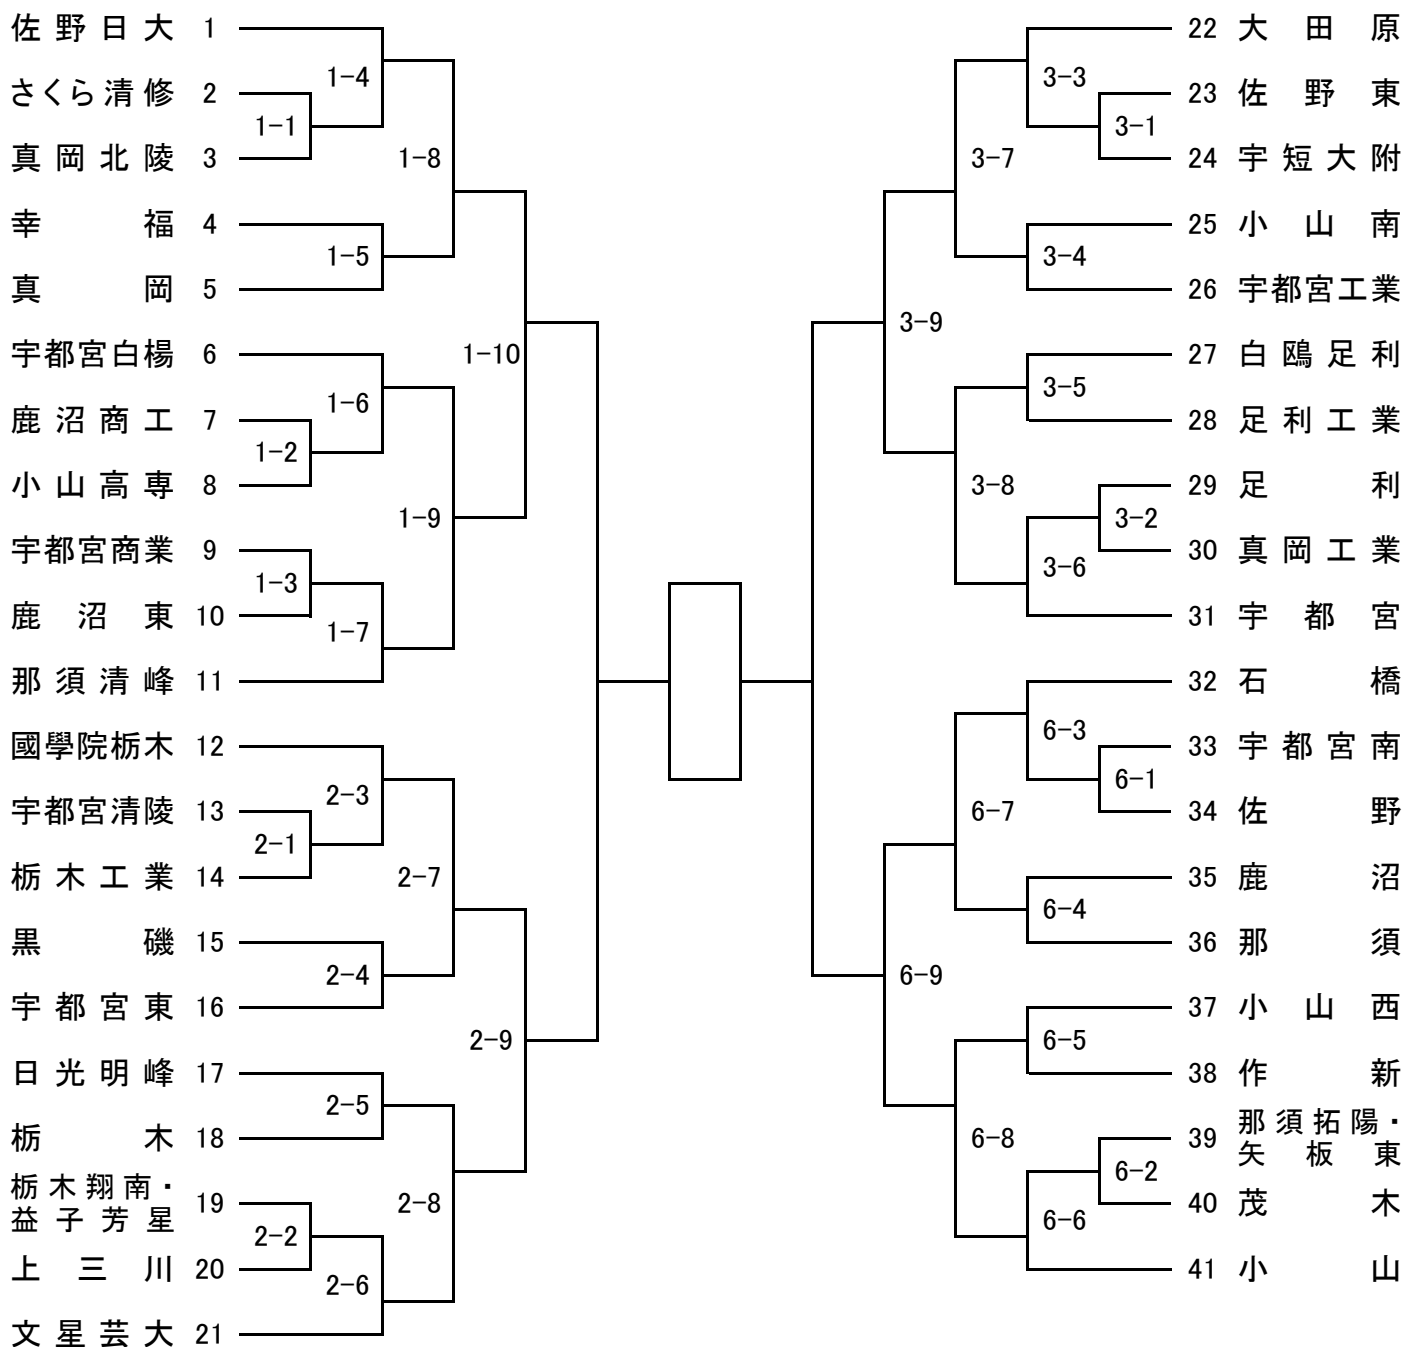 佐野日大 1
さくら清修 2
真岡北陵 3
幸福 4
真岡 5
宇都宮白楊 6
鹿沼商工 7
小山高専 8
宇都宮商業 9
鹿沼東 10
那須清峰 11
國學院栃木 12
宇都宮清陵 13
栃木工業 14
黒磯 15
宇都宮東 16
日光明峰 17
栃木 18
栃木翔南・
益子芳星 19
上三川 20
文星芸大 21
1-1
1-2
1-3
2-1
2-2
1-4
1-5
1-6
1-7
2-3
2-4
2-5
2-6
1-8
1-9
2-7
2-8
1-10
2-9
3-9
6-9
3-7
3-8
6-7
6-8
3-3
3-4
3-5
3-6
6-3
6-4
6-5
6-6
3-1
3-2
6-1
6-2
22 大田原
23 佐野東
24 宇短大附
25 小山南
26 宇都宮工業
27 白鴎足利
28 足利工業
29 足利
30 真岡工業
31 宇都宮
32 石橋
33 宇都宮南
34 佐野
35 鹿沼
36 那須
37 小山西
38 作新
39 那須拓陽・
矢板東
40 茂木
41 小山